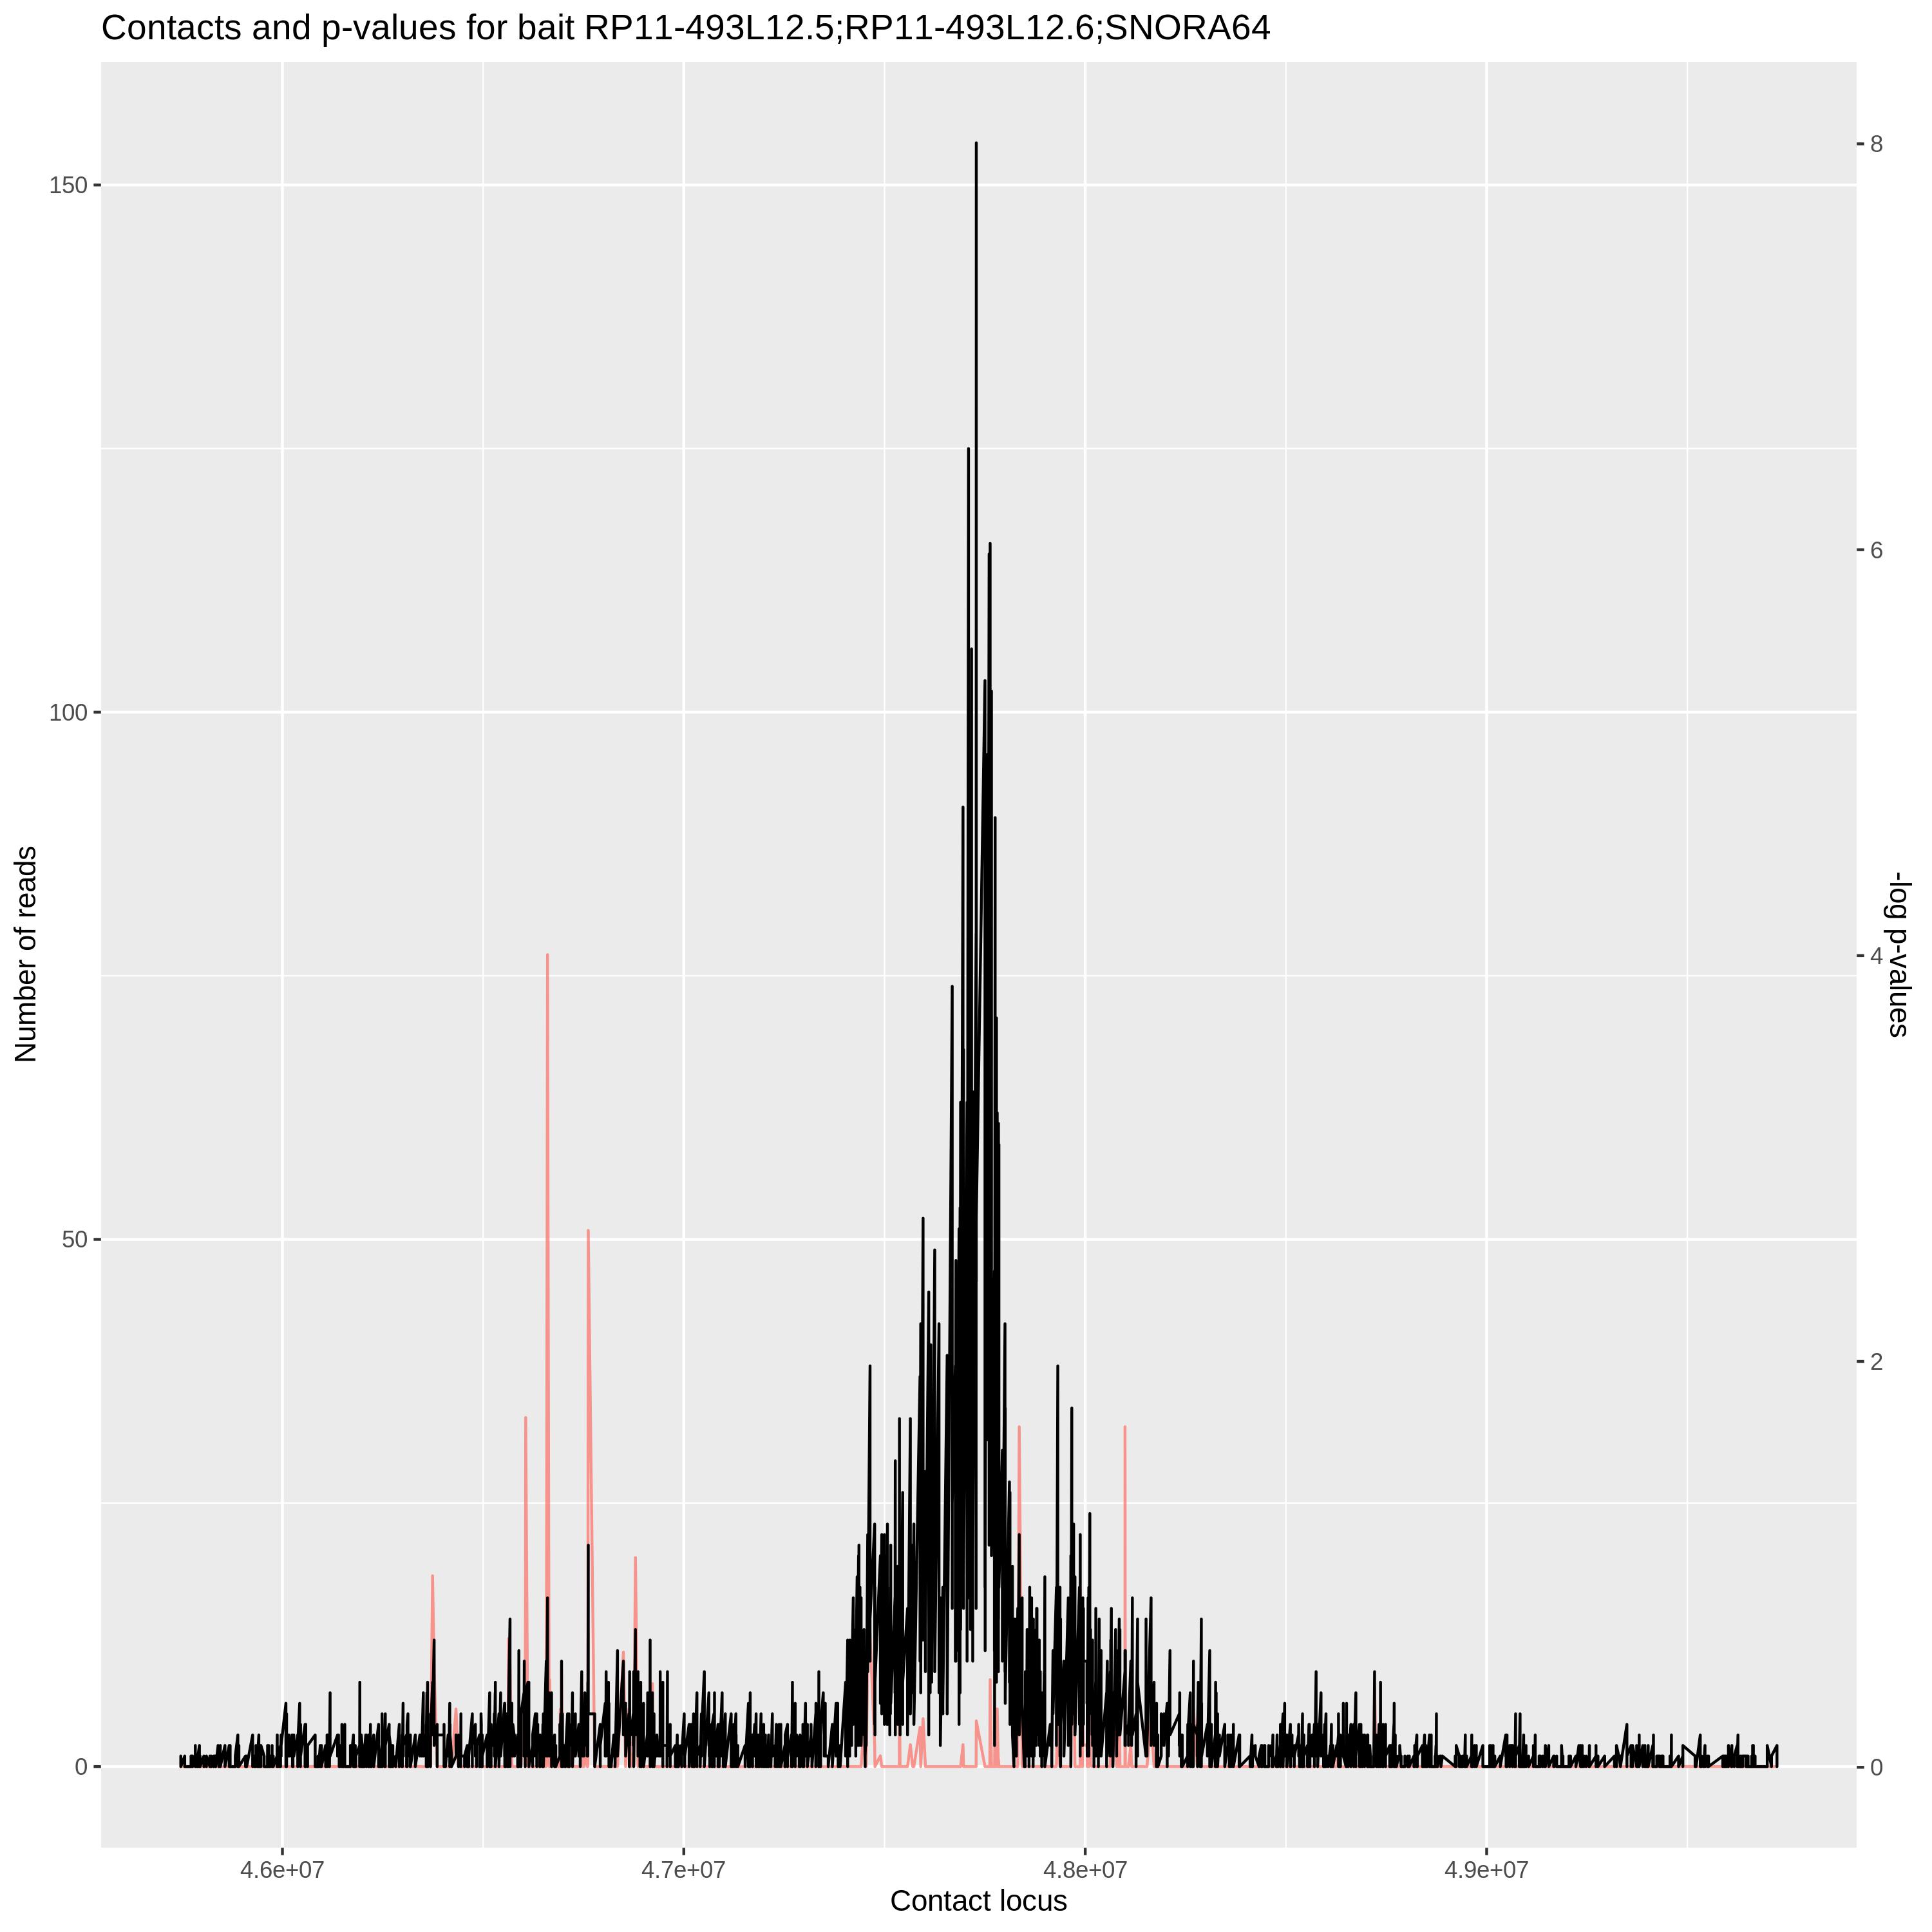 Contacts and p-values for bait RP11-493L12.5;RP11-493L12.6;SNORA64
150
100
50
0
Number of reads
8
6
4
2
0
-log p-values
4.6e+07
4.7e+07
4.8e+07
4.9e+07
Contact locus